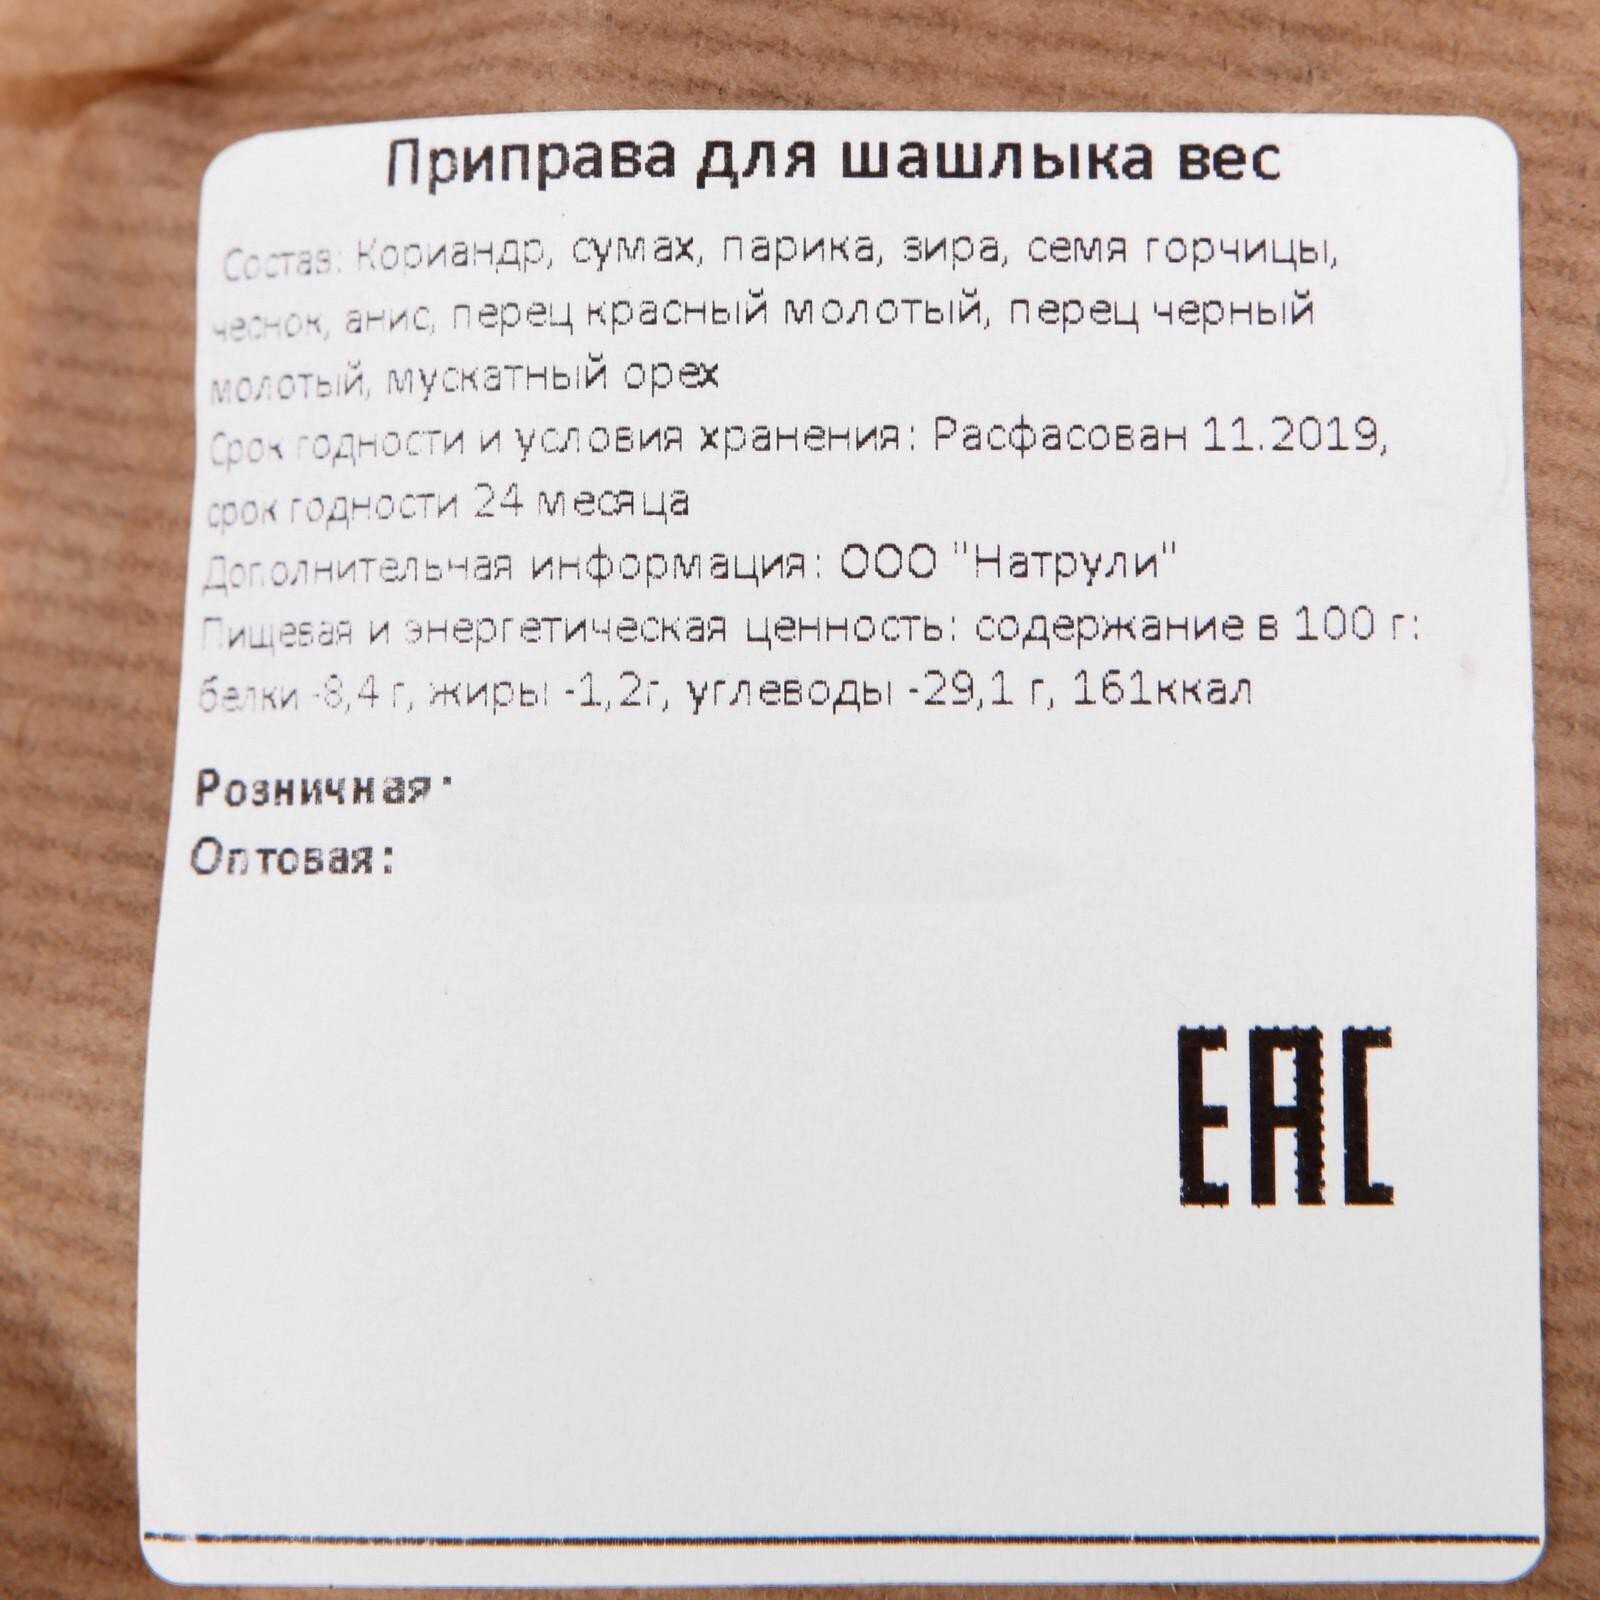 Приправа для шашлыка вес
Состав: Кориандр, сумах, парика, зира, семя горчицы,
чеснок, анис, перец красный молотый, перец черный
молотый, мускатный орех
Срок годности и условия хранения: Расфасован 11.2019,
срок годности 24 месяца
Дополнительная информация: ООО "Натрули"
Пищевая и энергетическая ценность: содержание в 100 г:
белки -8,4 г, жиры -1,2г, углеводы -29,1 г, 161ккал
Розничная:
Оптовая:
EAC